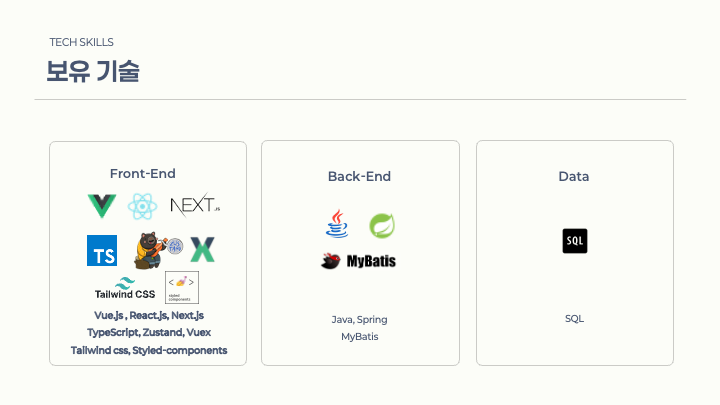 TECH SKILLS
보유 기술
Front-End
NEXT.JS
TS
Tailwind CSS
styled
components
Vue.js , React.js, Next.js
TypeScript, Zustand, Vuex
Tailwind css, Styled-components
Back-End
MyBatis
Java, Spring
MyBatis
Data
SQL
SQL